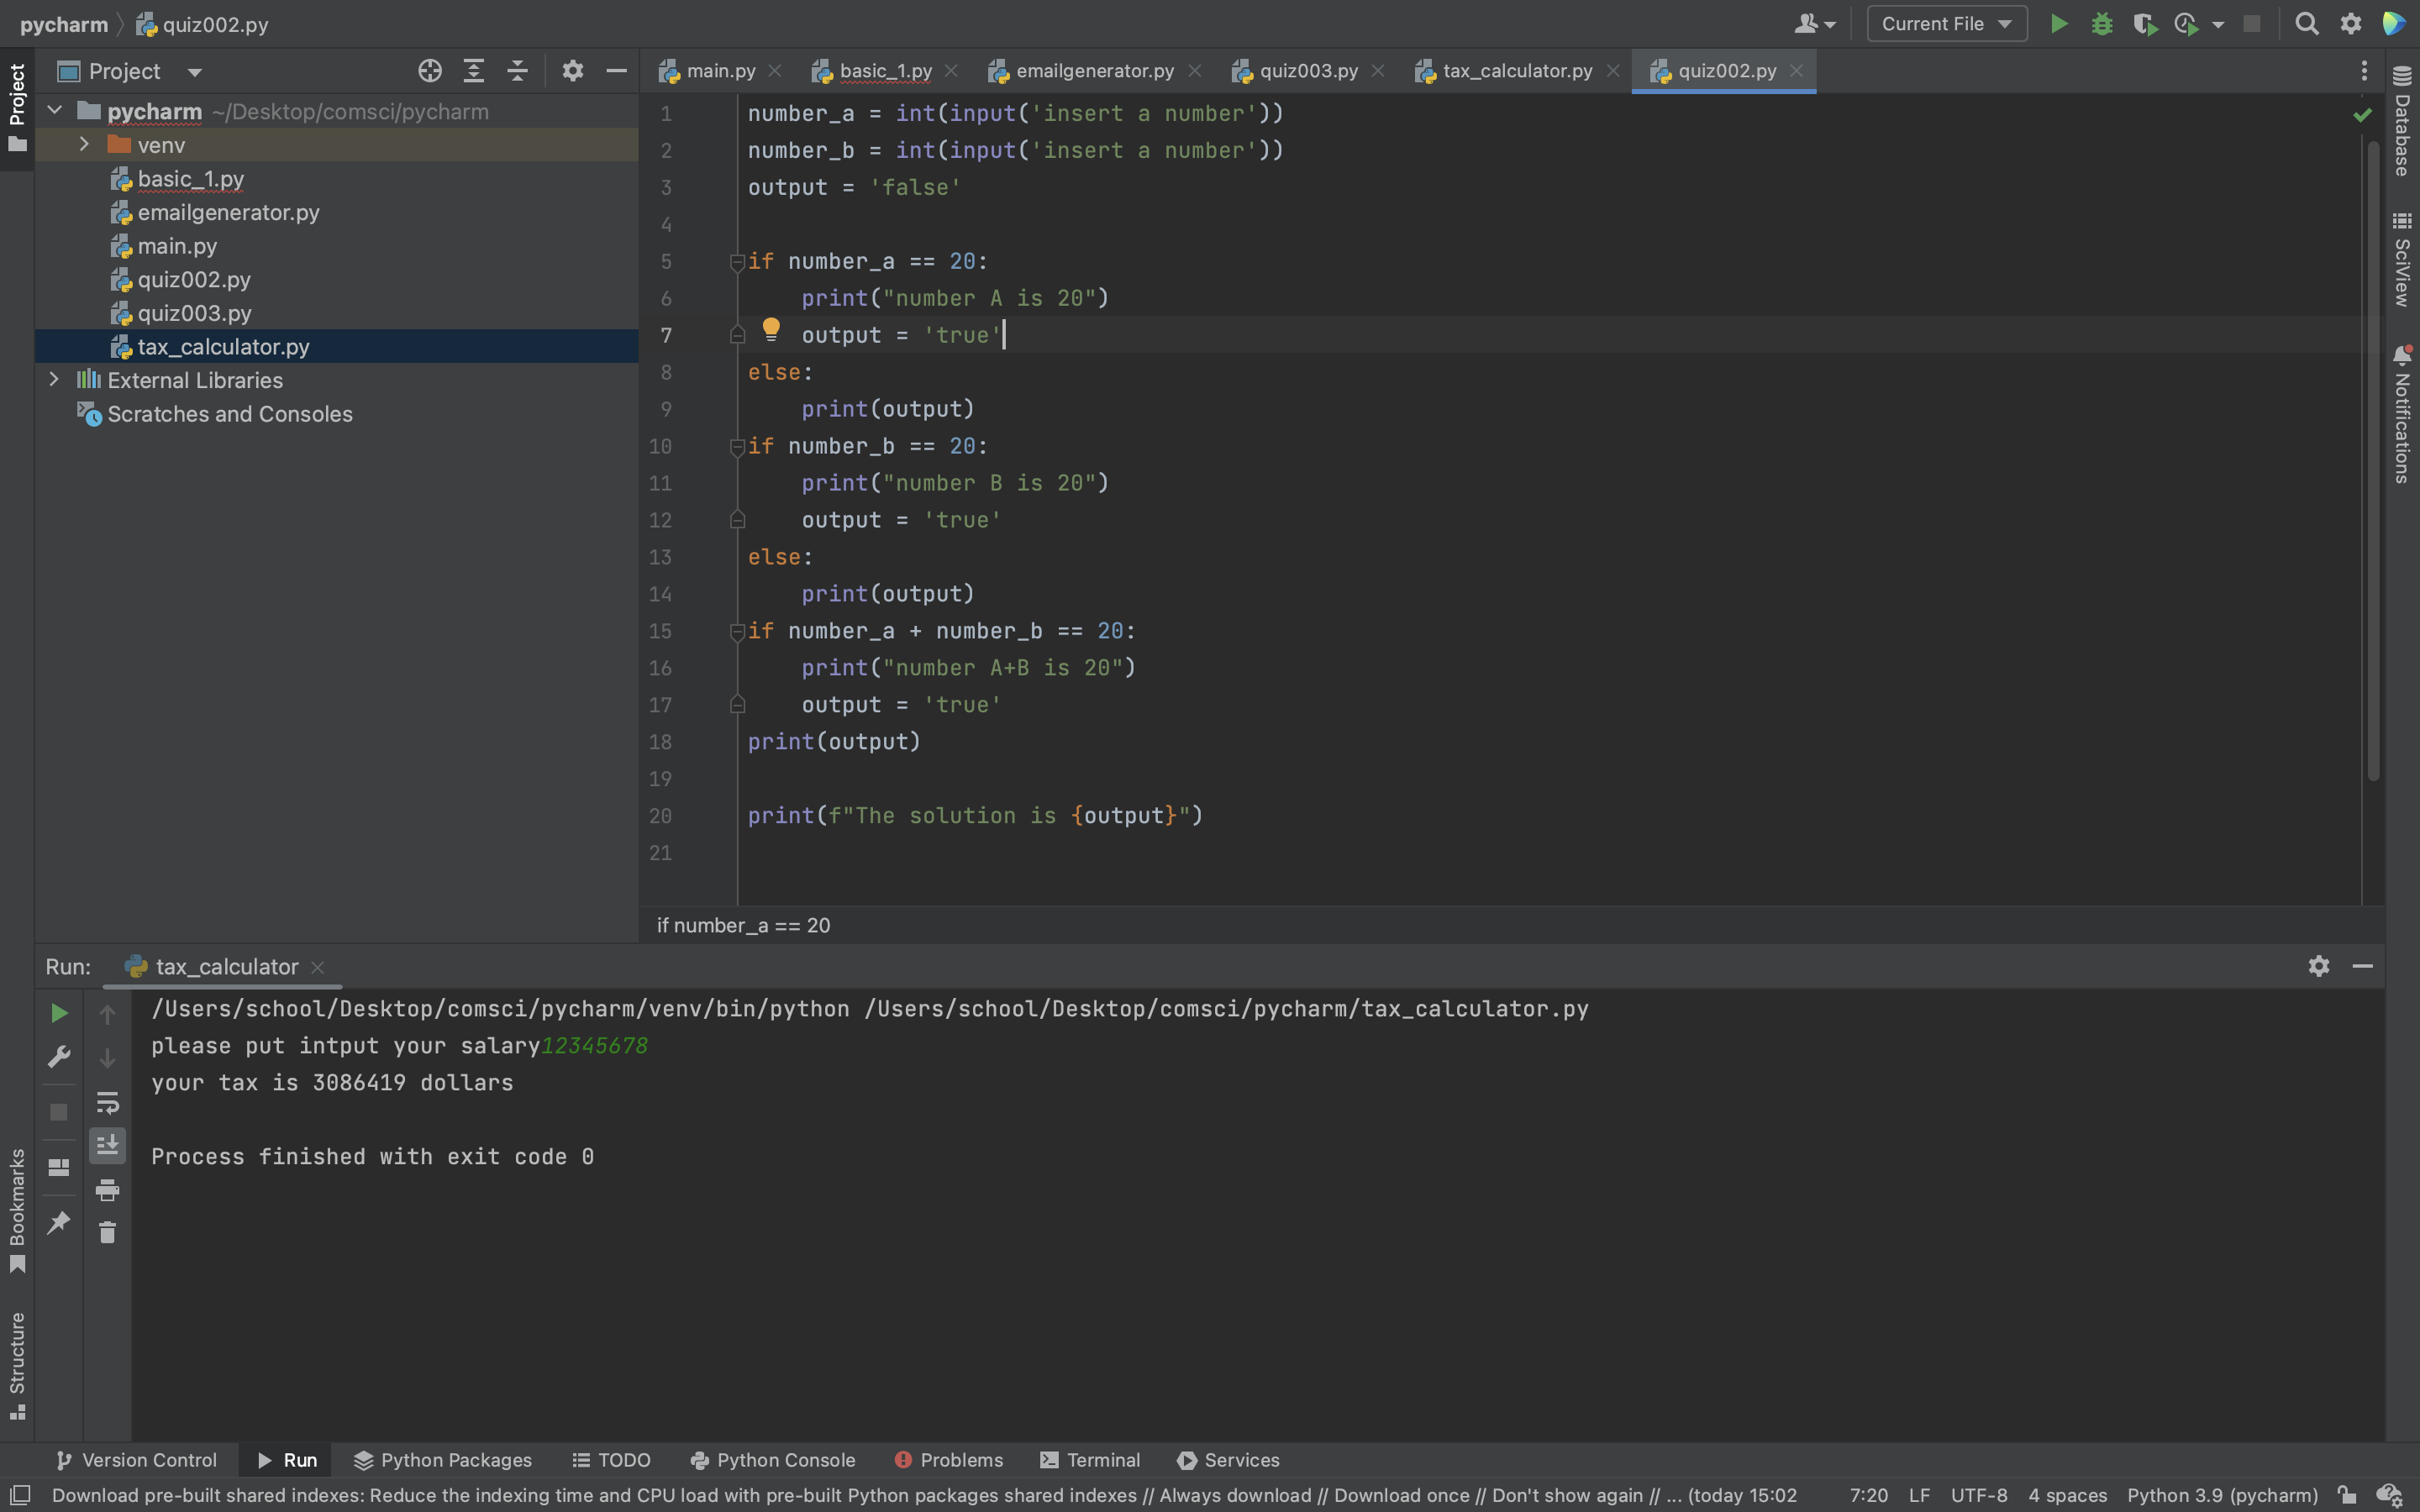 pycharm quiz002.py
Current File
Project
main.py basic_1.py emailgenerator.py quiz003.py tax_calculator.py quiz002.py
Project
pycharm ~/Desktop/comsci/pycharm
venv
basic_1.py
emailgenerator.py
main.py
quiz002.py
quiz003.py
tax_calculator.py
External Libraries
Scratches and Consoles
1 number_a = int(input('insert a number'))
2 number_b = int(input('insert a number'))
3 output = 'false'
4
5 if number_a == 20:
6     print("number A is 20")
7     output = 'true'
8 else:
9     print(output)
10 if number_b == 20:
11     print("number B is 20")
12     output = 'true'
13 else:
14     print(output)
15 if number_a + number_b == 20:
16     print("number A+B is 20")
17     output = 'true'
18 print(output)
19
20 print(f"The solution is {output}")
21
if number_a == 20
Database
SciView
Notifications
Run: tax_calculator
/Users/school/Desktop/comsci/pycharm/venv/bin/python /Users/school/Desktop/comsci/pycharm/tax_calculator.py
please put intput your salary12345678
your tax is 3086419 dollars
Process finished with exit code 0
Bookmarks
Structure
Version Control Run Python Packages TODO Python Console Problems Terminal Services
Download pre-built shared indexes: Reduce the indexing time and CPU load with pre-built Python packages shared indexes // Always download // Download once // Don't show again // ... (today 15:02 7:20 LF UTF-8 4 spaces Python 3.9 (pycharm)